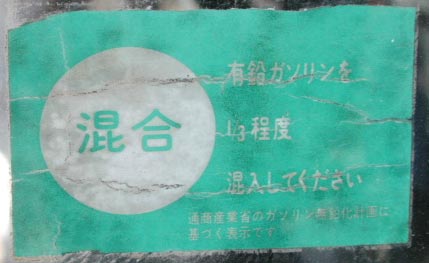 混合
有鉛ガソリンを
1/3程度
混入してください
通商産業省のガソリン無鉛化計画に
基づく表示です